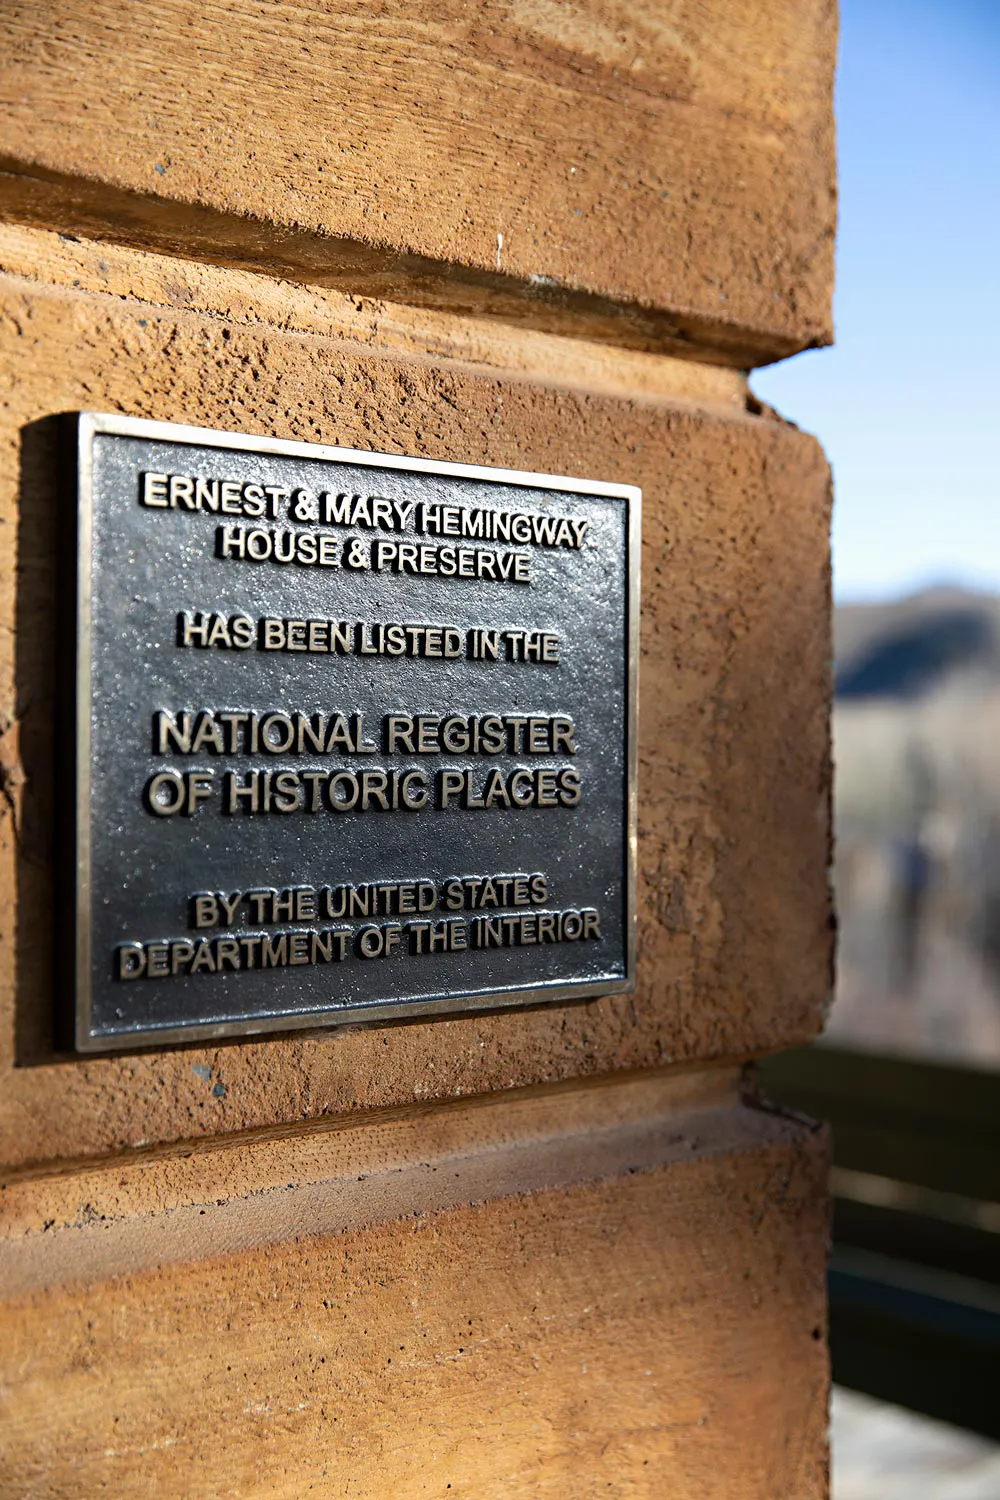 ERNEST & MARY HEMINGWAY
HOUSE & PRESERVE
HAS BEEN LISTED IN THE
NATIONAL REGISTER
OF HISTORIC PLACES
BY THE UNITED STATES
DEPARTMENT OF THE INTERIOR